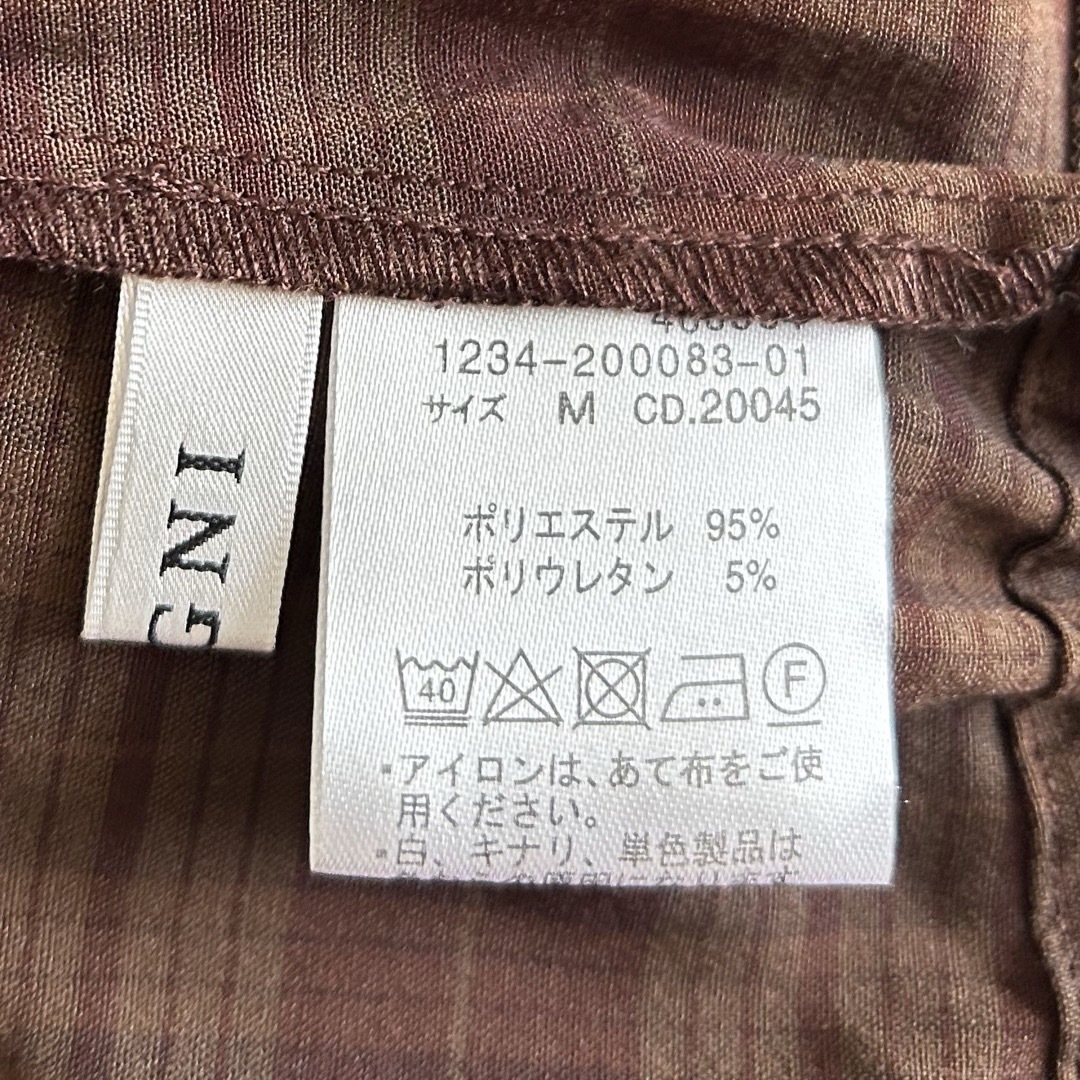 GNI
1234-200083-01
サイズ M CD.20045
ポリエステル 95%
ポリウレタン 5%
40
F
・アイロンは、あて布をご使
用ください。
・白、キナリ、単色製品は